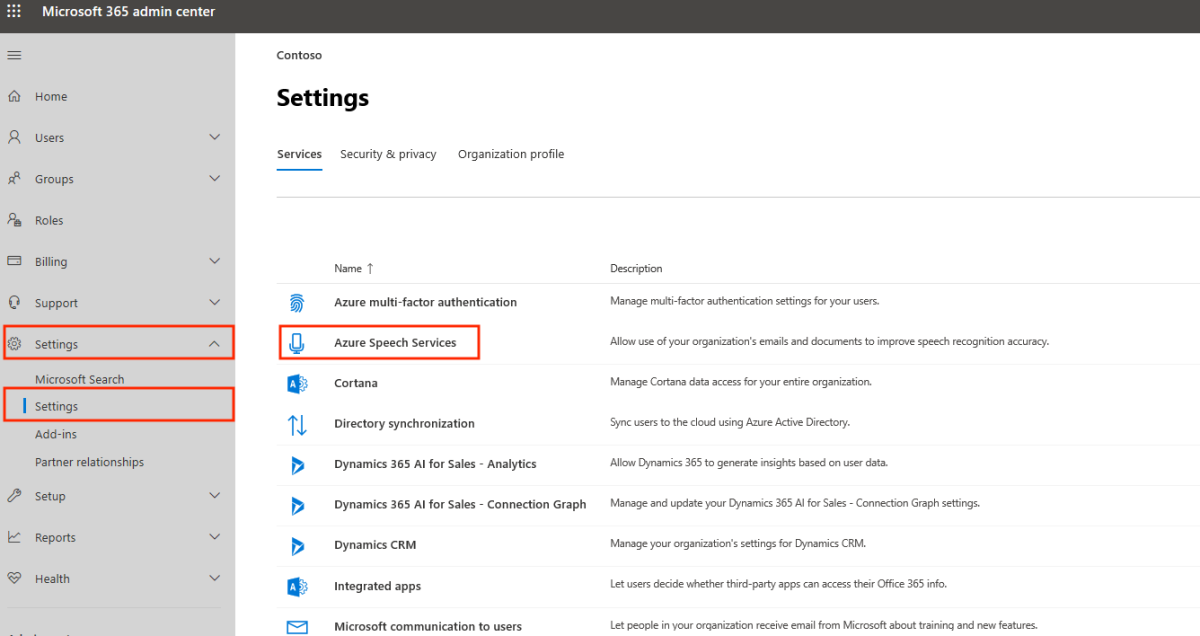 Microsoft 365 admin center
Home
Users
Groups
Roles
Billing
Support
Settings
Microsoft Search
Settings
Add-ins
Partner relationships
Setup
Reports
Health
Contoso
Settings
Services Security & privacy Organization profile
Name ↑ Description
Azure multi-factor authentication Manage multi-factor authentication settings for your users.
Azure Speech Services Allow use of your organization's emails and documents to improve speech recognition accuracy.
Cortana Manage Cortana data access for your entire organization.
Directory synchronization Sync users to the cloud using Azure Active Directory.
Dynamics 365 AI for Sales - Analytics Allow Dynamics 365 to generate insights based on user data.
Dynamics 365 AI for Sales - Connection Graph Manage and update your Dynamics 365 AI for Sales - Connection Graph settings.
Dynamics CRM Manage your organization's settings for Dynamics CRM.
Integrated apps Let users decide whether third-party apps can access their Office 365 info.
Microsoft communication to users Let people in your organization receive email from Microsoft about training and new features.